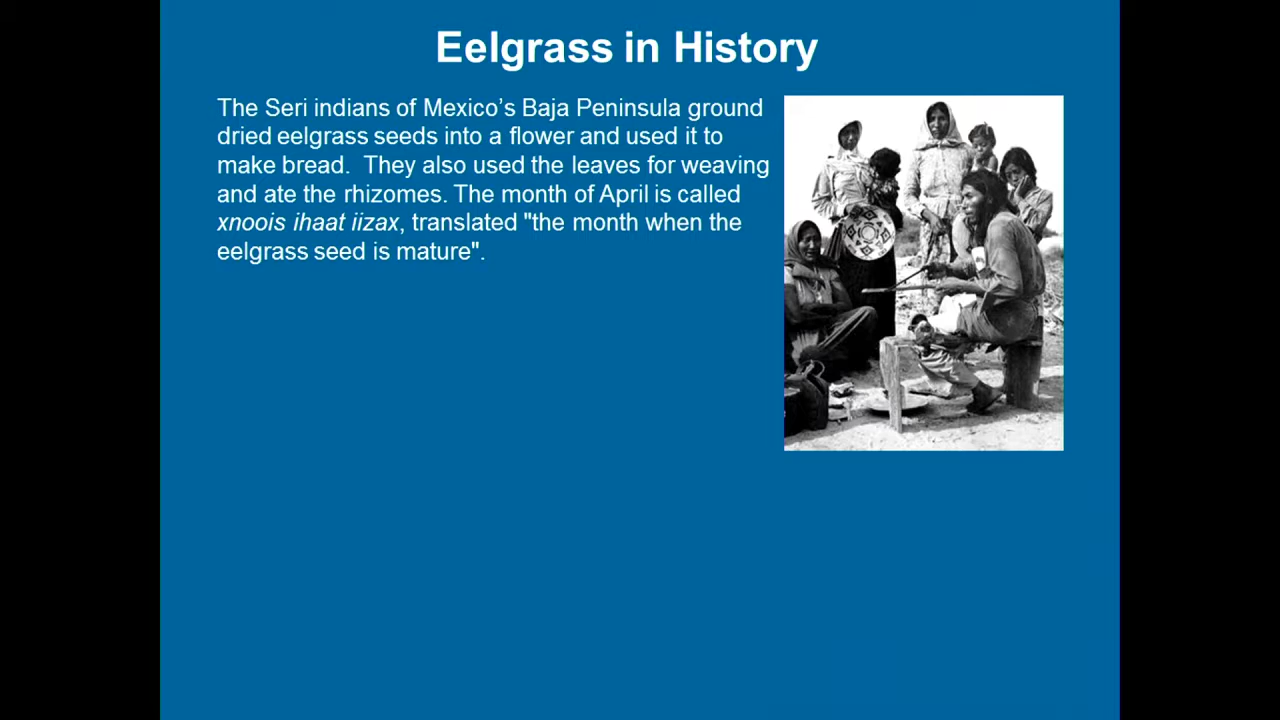 Eelgrass in History
The Seri indians of Mexico’s Baja Peninsula ground
dried eelgrass seeds into a flower and used it to
make bread.  They also used the leaves for weaving
and ate the rhizomes. The month of April is called
xnoois ihaat iizax, translated "the month when the
eelgrass seed is mature".